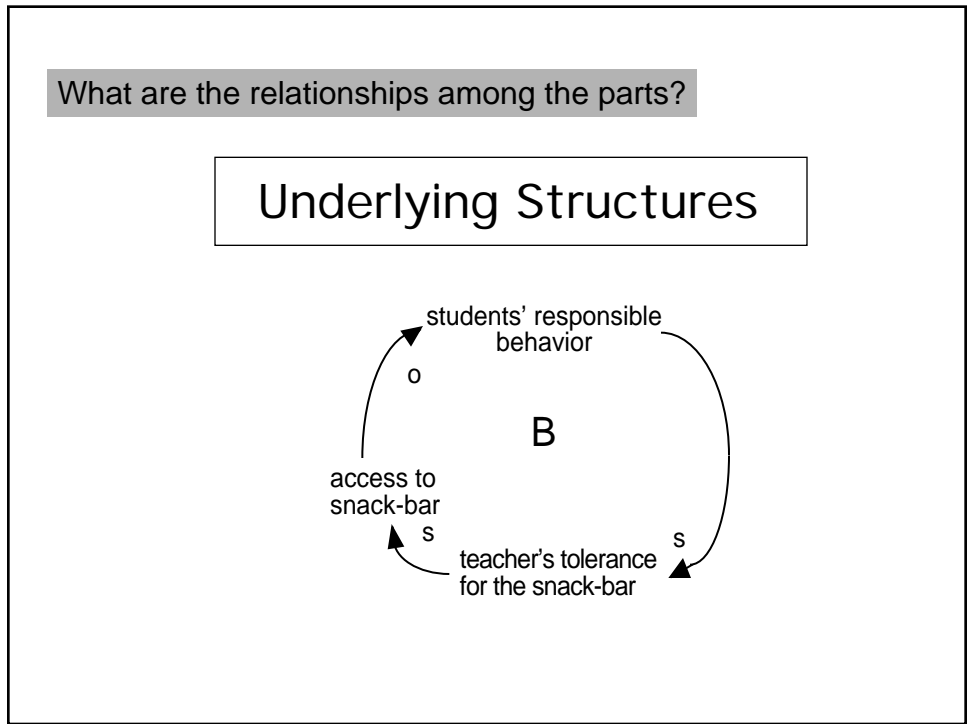 What are the relationships among the parts?
Underlying Structures
students’ responsible
behavior
o
B
access to
snack-bar
s
s
teacher’s tolerance
for the snack-bar